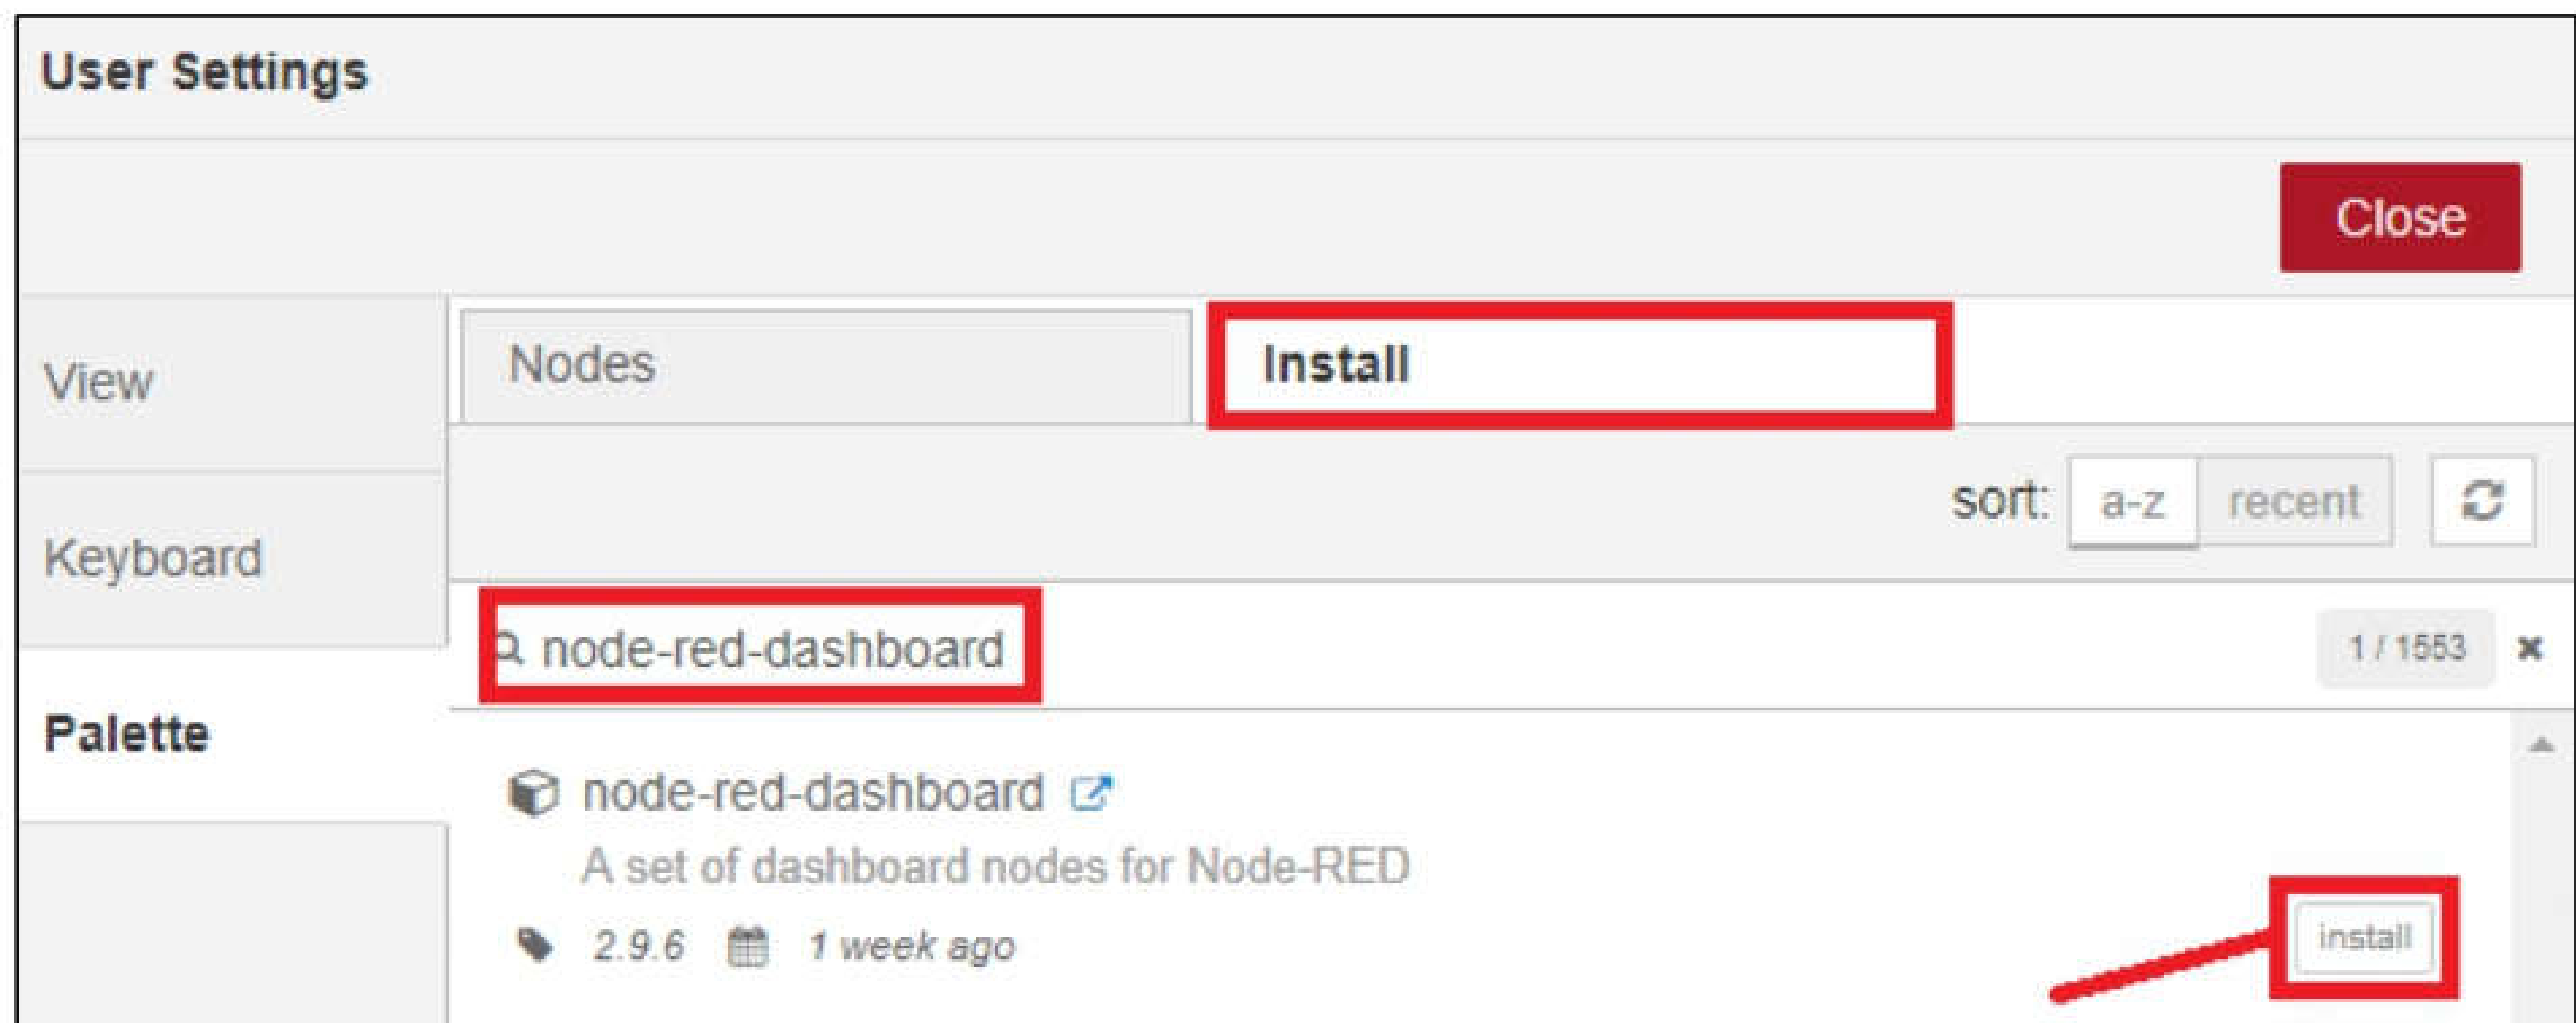 User Settings
Close
View
Nodes
Install
sort: a-z recent
Keyboard
node-red-dashboard
1 / 1553
Palette
node-red-dashboard
A set of dashboard nodes for Node-RED
2.9.6 1 week ago
install